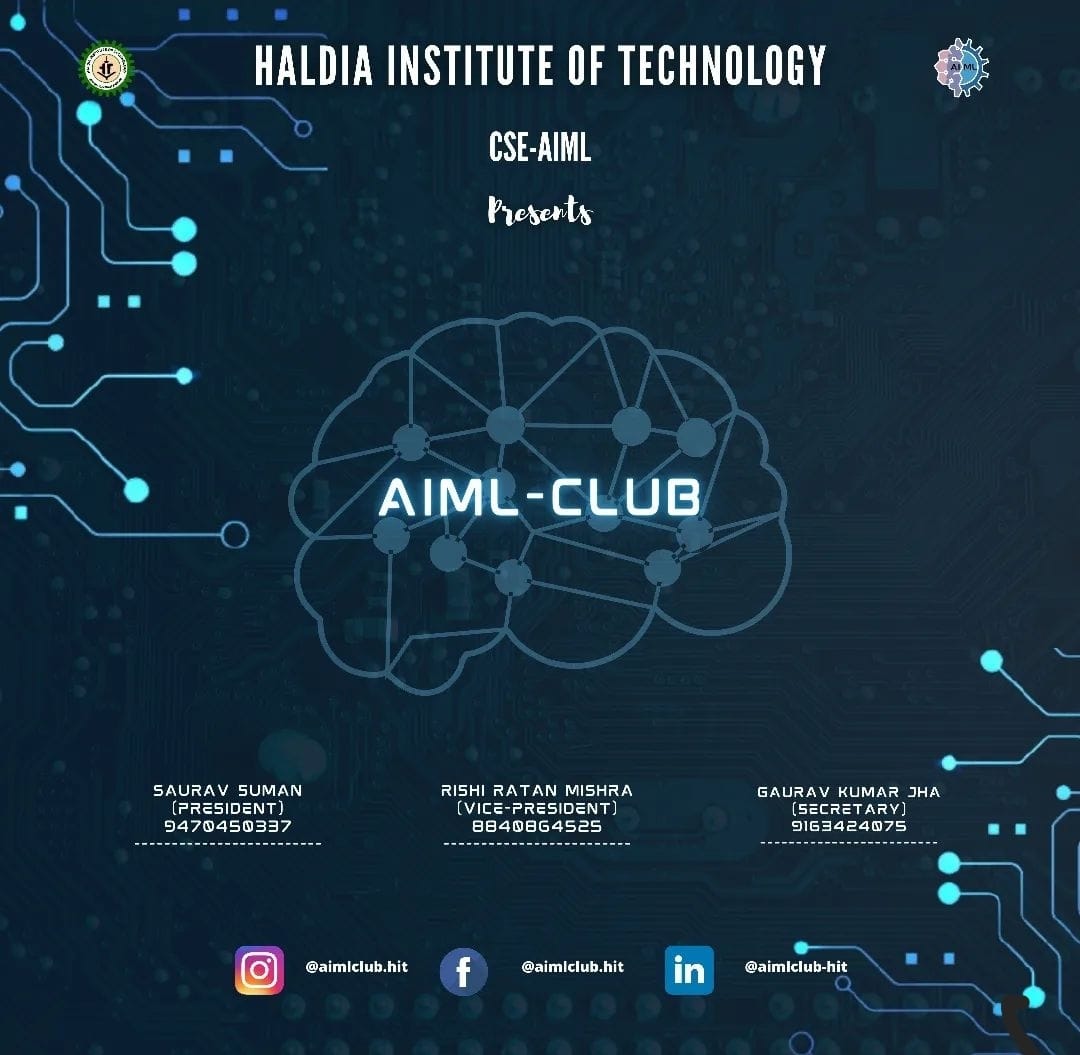 HALDIA INSTITUTE OF TECHNOLOGY
AIML
CSE-AIML
Presents
AIML-CLUB
SAURAV SUMAN
(PRESIDENT)
9470450337
RISHI RATAN MISHRA
(VICE-PRESIDENT)
8840864525
GAURAV KUMAR JHA
(SECRETARY)
9163424075
@aimlclub.hit
@aimlclub.hit
@aimlclub-hit